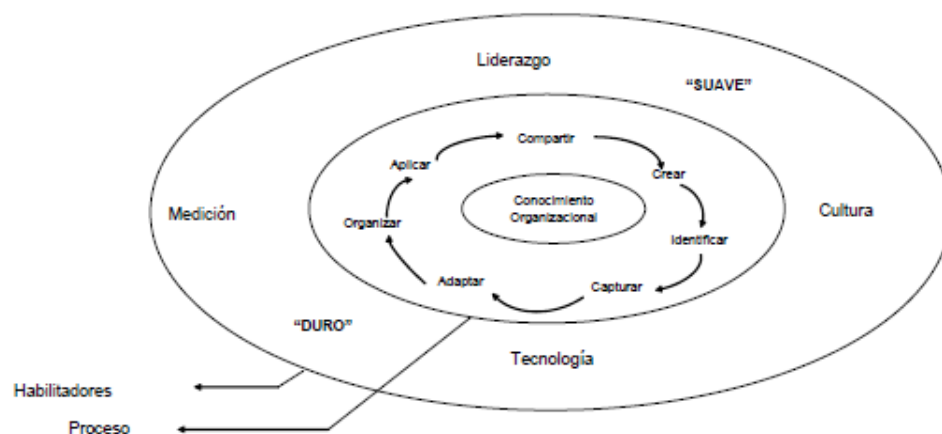 Liderazgo
“SUAVE”
Compartir
Aplicar
Crear
Conocimiento
Organizacional
Medición
Cultura
Organizar
Identificar
Adaptar
Capturar
“DURO”
Tecnología
Habilitadores
Proceso